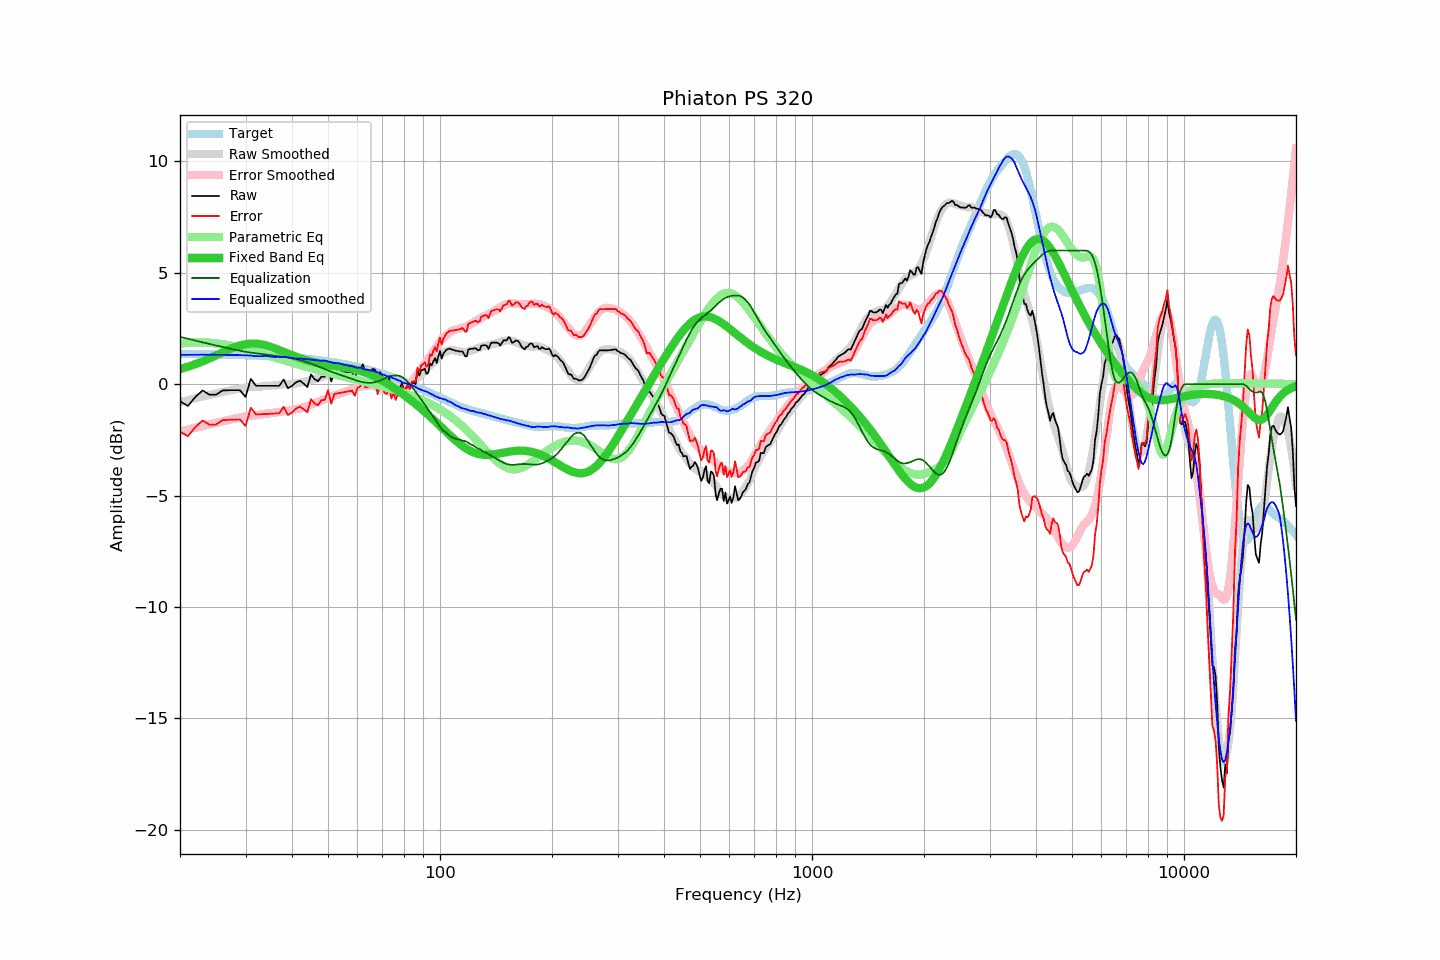 Phiaton PS 320
Target
Raw Smoothed
Error Smoothed
Raw
Error
Parametric Eq
Fixed Band Eq
Equalization
Equalized smoothed
10
5
0
−5
−10
−15
−20
Amplitude (dBr)
100
1000
10000
Frequency (Hz)